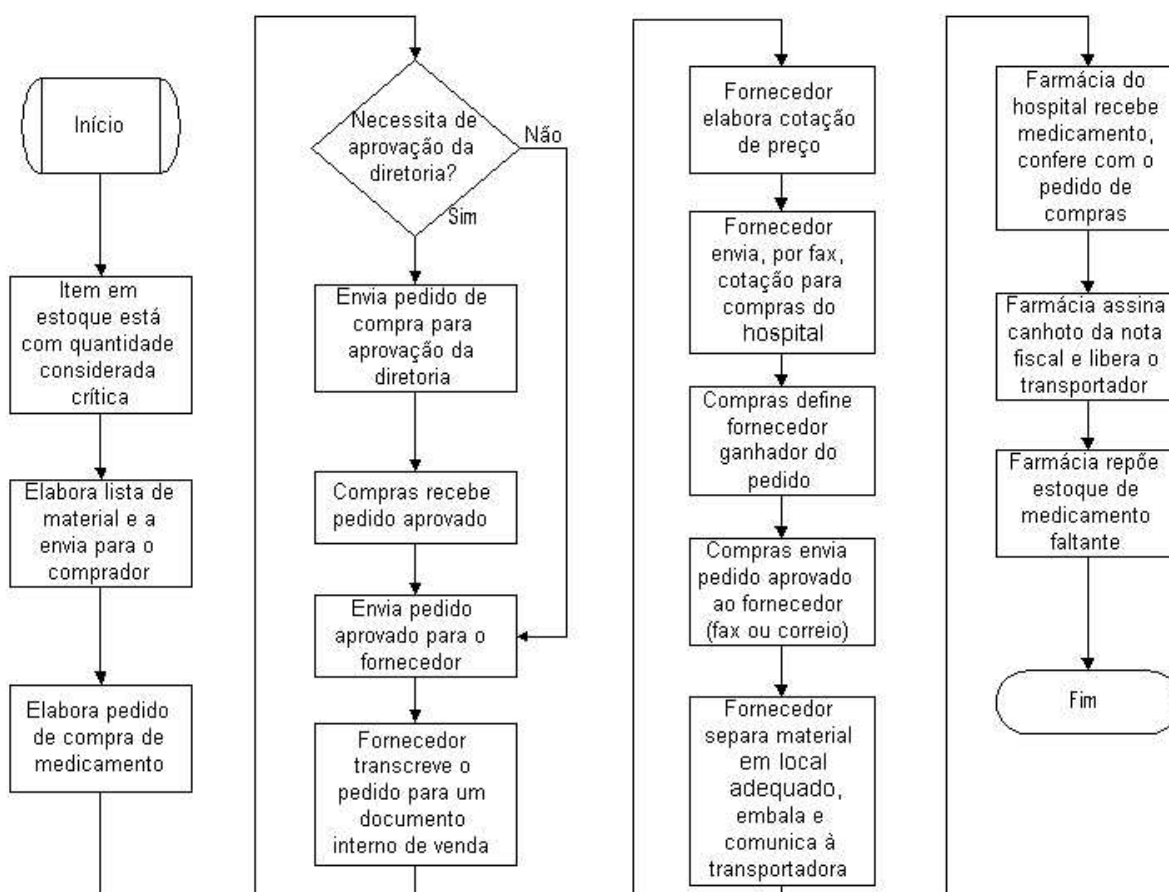 Início
Item em
estoque está
com quantidade
considerada
crítica
Elabora lista de
material e a
envia para o
comprador
Elabora pedido
de compra de
medicamento
Necessita de
aprovação da
diretoria?
Não
Sim
Envia pedido de
compra para
aprovação da
diretoria
Compras recebe
pedido aprovado
Envia pedido
aprovado para o
fornecedor
Fornecedor
transcreve o
pedido para um
documento
interno de venda
Fornecedor
elabora cotação
de preço
Fornecedor
envia, por fax,
cotação para
compras do
hospital
Compras define
fornecedor
ganhador do
pedido
Compras envia
pedido aprovado
ao fornecedor
(fax ou correio)
Fornecedor
separa material
em local
adequado,
embala e
comunica à
transportadora
Farmácia do
hospital recebe
medicamento,
confere com o
pedido de
compras
Farmácia assina
canhoto da nota
fiscal e libera o
transportador
Farmácia repõe
estoque de
medicamento
faltante
Fim